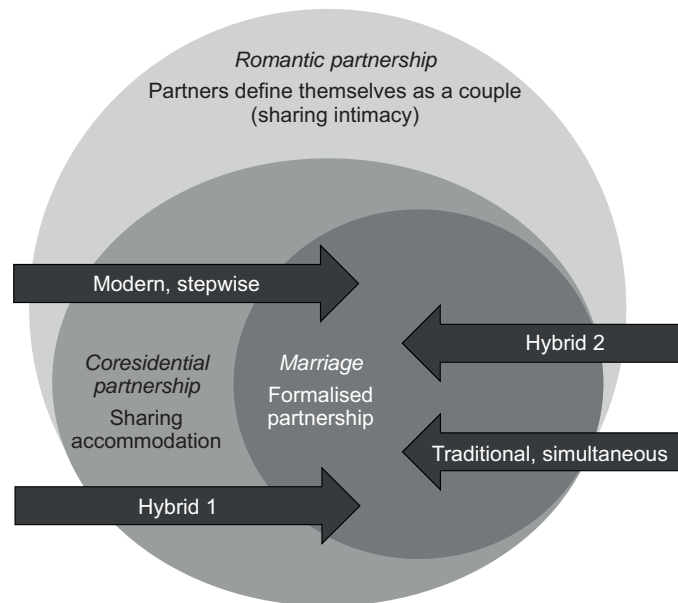 Romantic partnership
Partners define themselves as a couple
(sharing intimacy)
Modern, stepwise
Hybrid 2
Coresidential
partnership
Sharing
accommodation
Marriage
Formalised
partnership
Traditional, simultaneous
Hybrid 1